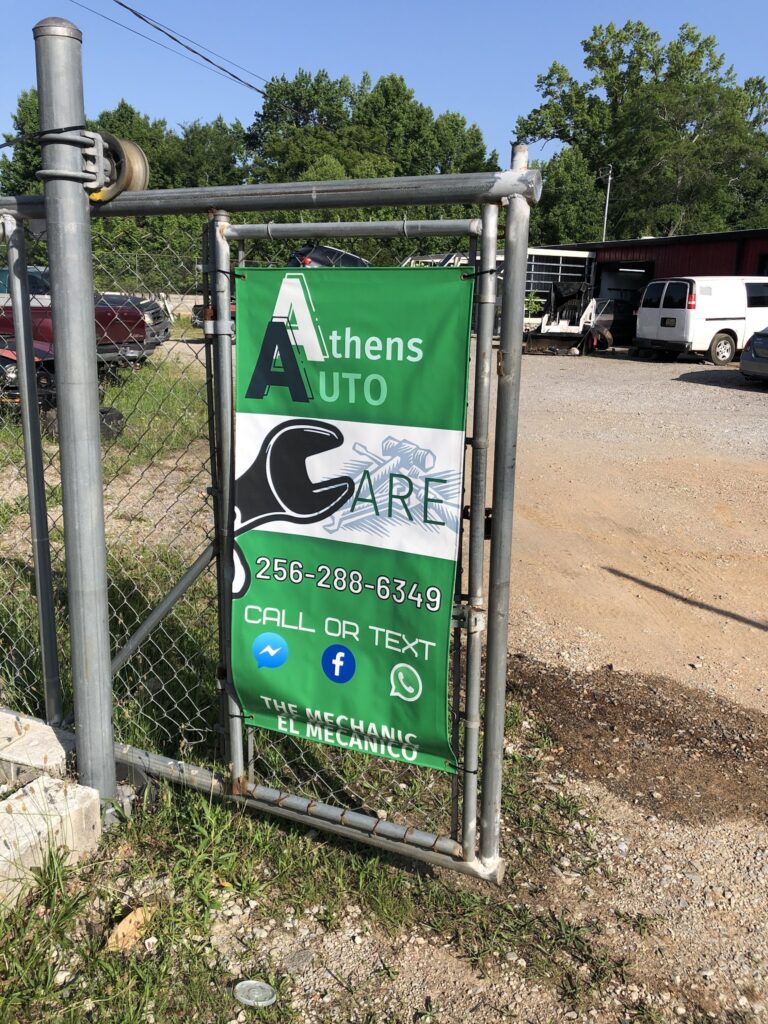 Athens
AUTO
CARE
256-288-6349
CALL OR TEXT
THE MECHANIC
EL MECANICO